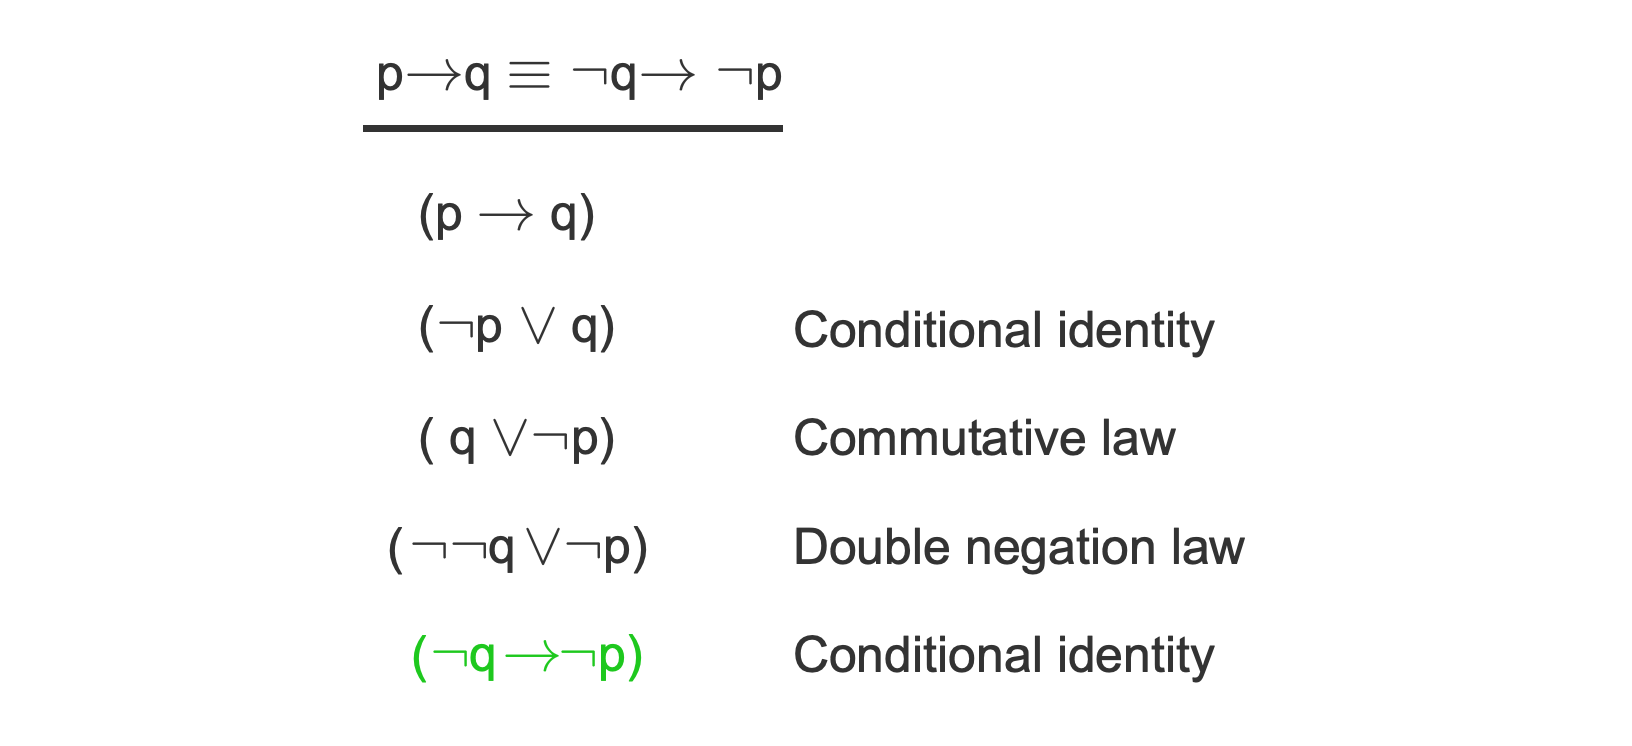 p→q ≡ ¬q→ ¬p
(p → q)
(¬p ∨ q) Conditional identity
( q ∨¬p) Commutative law
(¬¬q ∨¬p) Double negation law
(¬q→¬p) Conditional identity